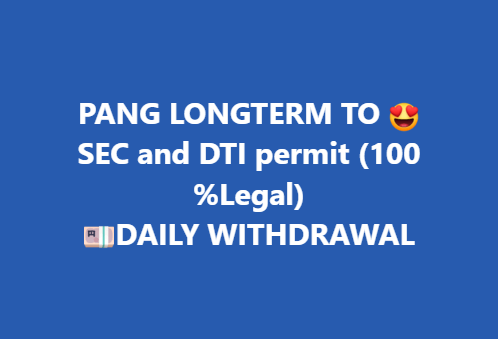 PANG LONGTERM TO 😍
SEC and DTI permit (100
%Legal)
💴DAILY WITHDRAWAL